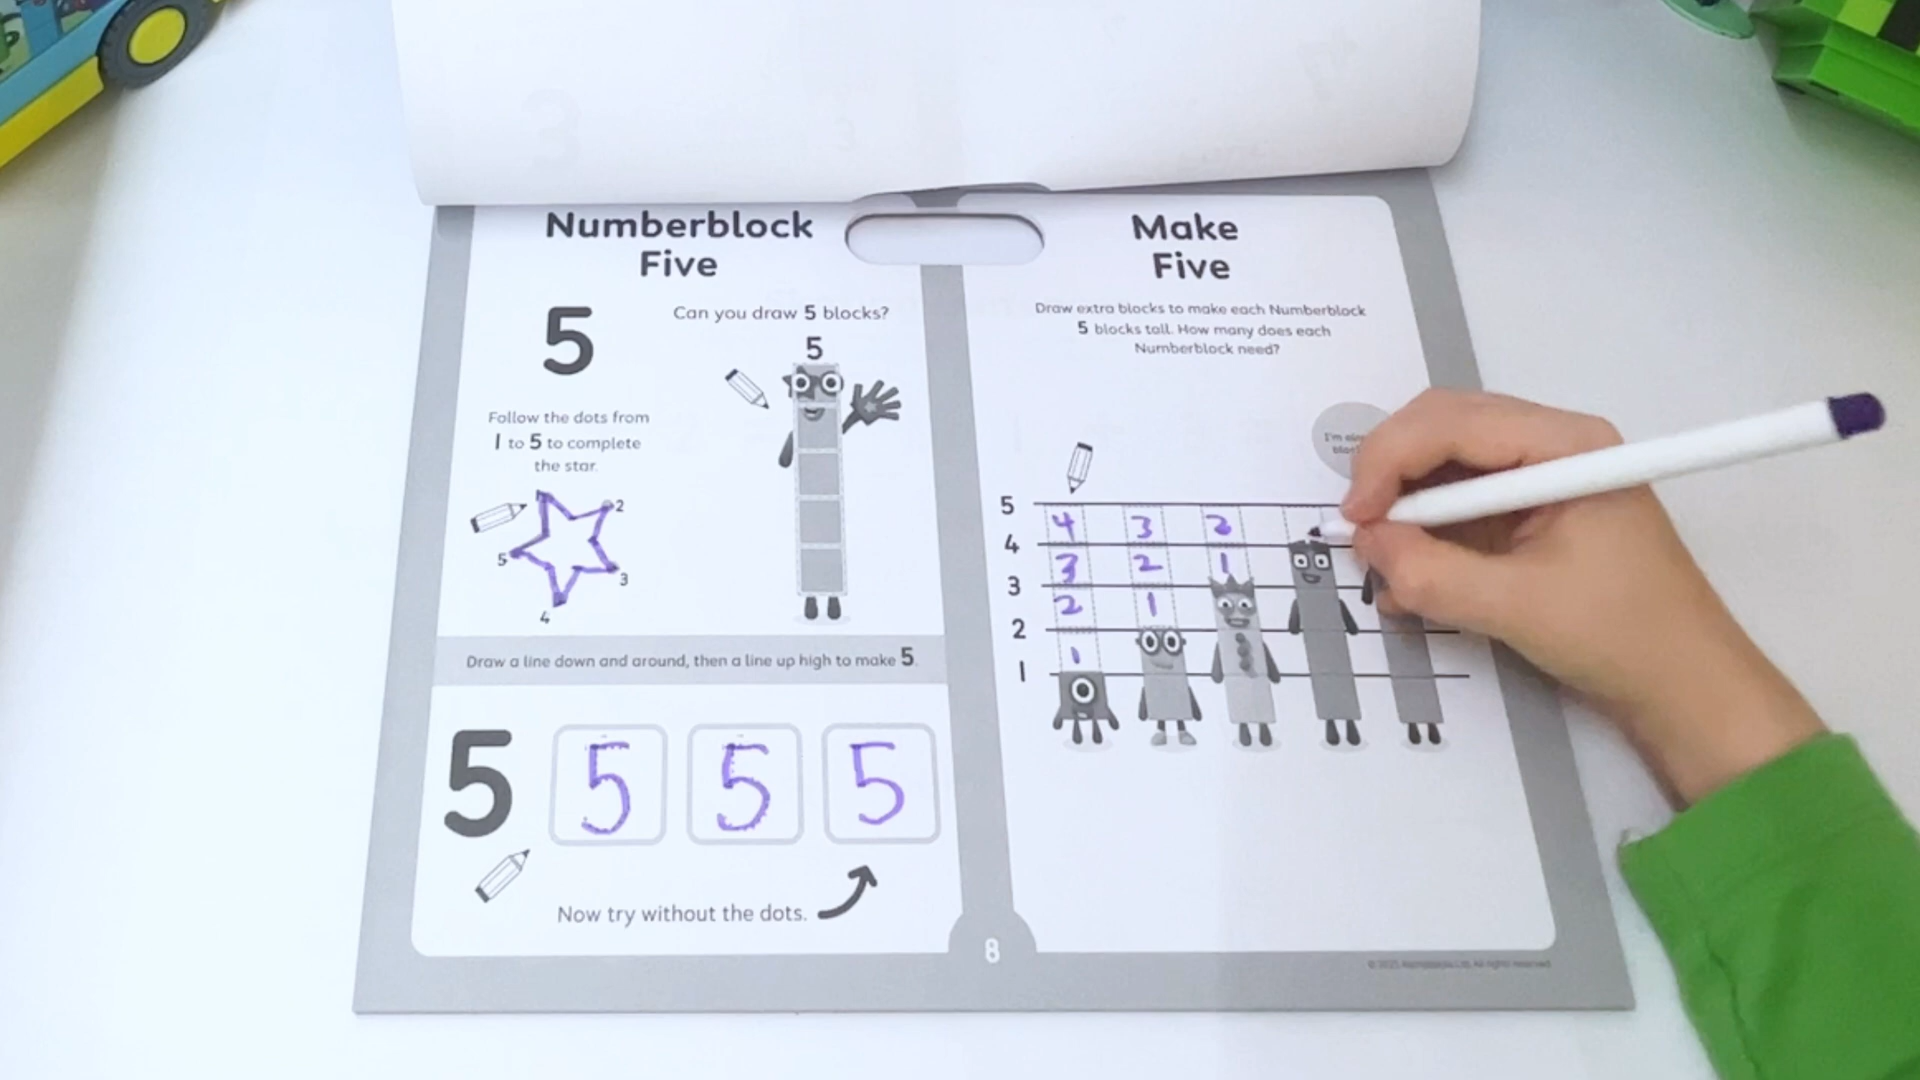 Numberblock
Five
5
Can you draw 5 blocks?
5
Follow the dots from
1 to 5 to complete
the star.
2
3
4
5
Draw a line down and around, then a line up high to make 5.
5 5 5 5
Now try without the dots.
8
Make
Five
Draw extra blocks to make each Numberblock
5 blocks tall. How many does each
Numberblock need?
I'm
5
4 3 2
4
3 2 1
3
2 1
2
1
1